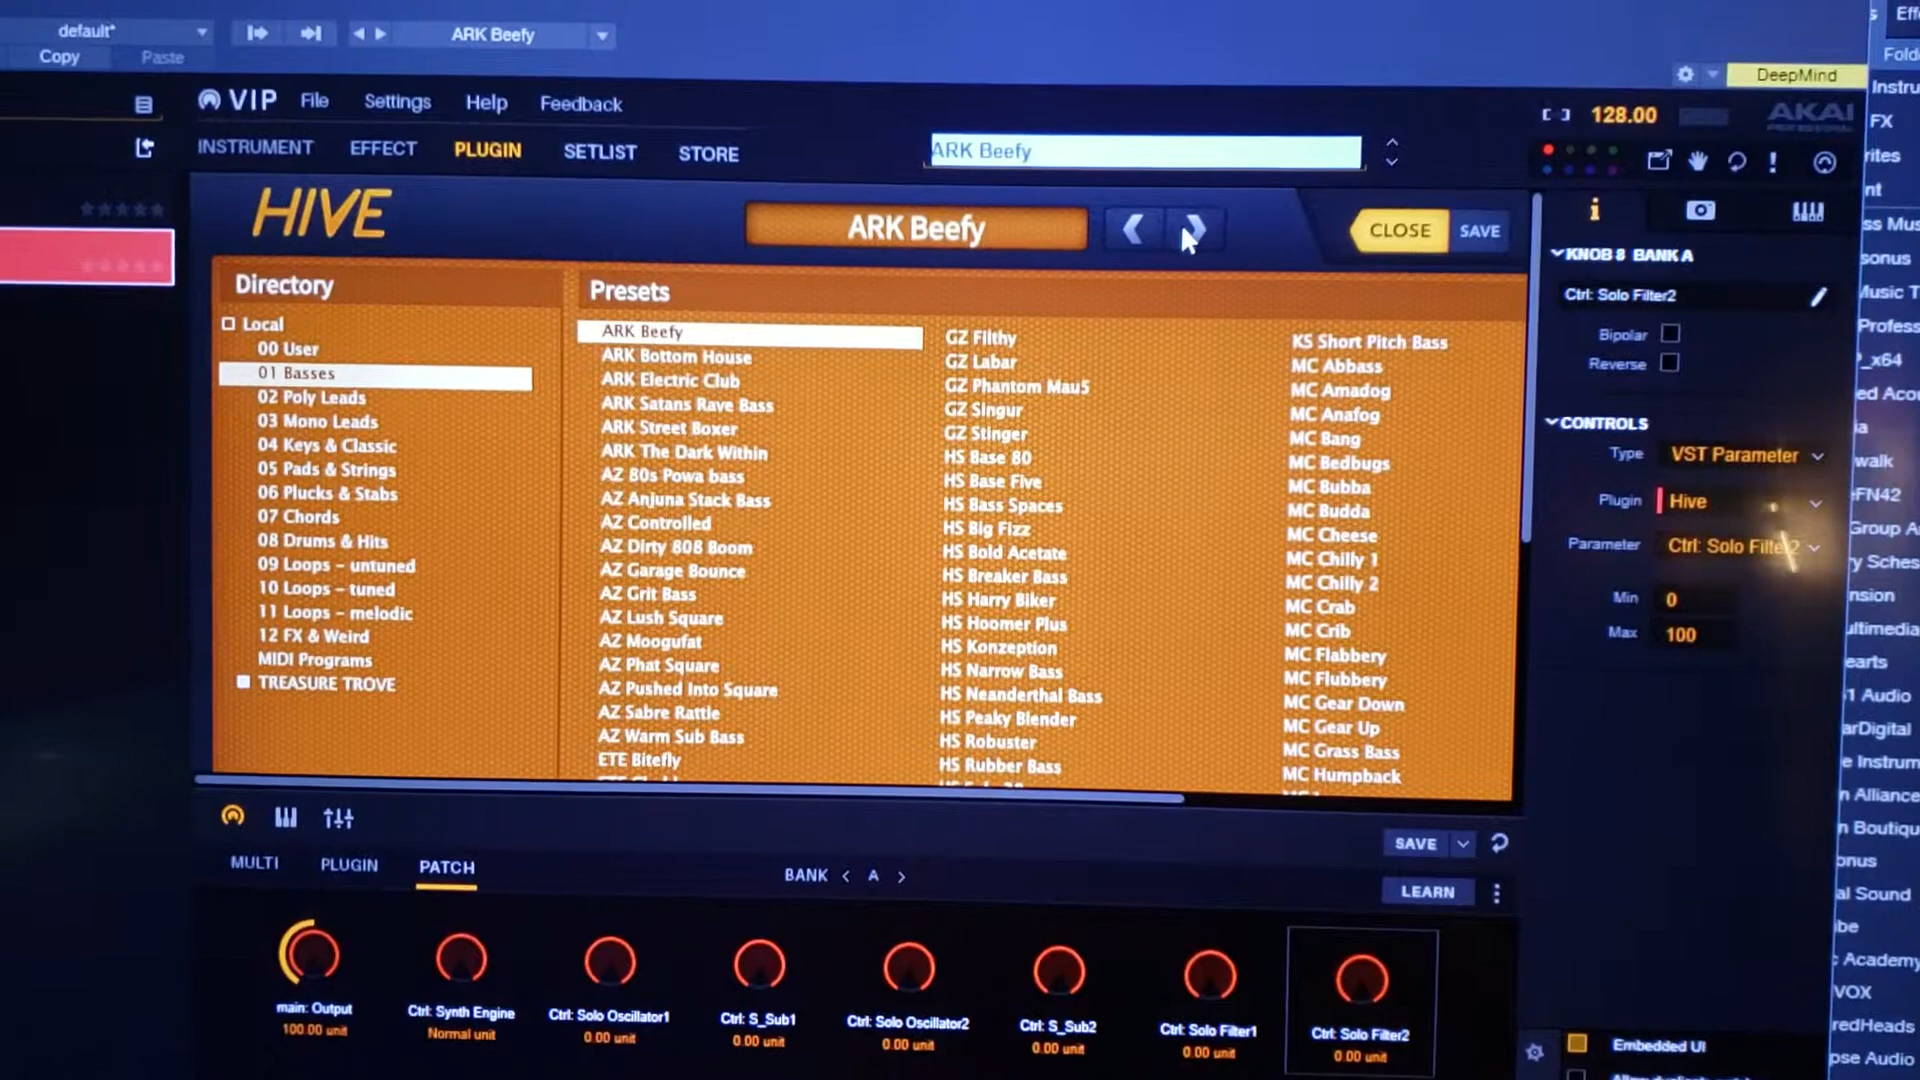 default*
ARK Beefy
Copy
Paste
DeepMind
VIP
File
Settings
Help
Feedback
128.00
AKAI
PROFESSIONAL
INSTRUMENT
EFFECT
PLUGIN
SETLIST
STORE
ARK Beefy
HIVE
ARK Beefy
CLOSE
SAVE
Directory
Local
00 User
01 Basses
02 Poly Leads
03 Mono Leads
04 Keys & Classic
05 Pads & Strings
06 Plucks & Stabs
07 Chords
08 Drums & Hits
09 Loops - untuned
10 Loops - tuned
11 Loops - melodic
12 FX & Weird
MIDI Programs
TREASURE TROVE
Presets
ARK Beefy
ARK Bottom House
ARK Electric Club
ARK Satans Rave Bass
ARK Street Boxer
ARK The Dark Within
AZ 80s Powa bass
AZ Anjuna Stack Bass
AZ Controlled
AZ Dirty 808 Boom
AZ Garage Bounce
AZ Grit Bass
AZ Lush Square
AZ Moogufat
AZ Phat Square
AZ Pushed Into Square
AZ Sabre Rattle
AZ Warm Sub Bass
ETE Bitefly
GZ Filthy
GZ Labar
GZ Phantom Mau5
GZ Singur
GZ Stinger
HS Base 80
HS Base Five
HS Bass Spaces
HS Big Fizz
HS Bold Acetate
HS Breaker Bass
HS Harry Biker
HS Hoomer Plus
HS Konzeption
HS Narrow Bass
HS Neanderthal Bass
HS Peaky Blender
HS Robuster
HS Rubber Bass
KS Short Pitch Bass
MC Abbass
MC Amadog
MC Anafog
MC Bang
MC Bedbugs
MC Bubba
MC Budda
MC Cheese
MC Chilly 1
MC Chilly 2
MC Crab
MC Crib
MC Flabbery
MC Flubbery
MC Gear Down
MC Gear Up
MC Grass Bass
MC Humpback
KNOB 8 BANK A
Ctrl: Solo Filter2
Bipolar
Reverse
CONTROLS
Type VST Parameter
Plugin Hive
Parameter Ctrl: Solo Filter2
Min 0
Max 100
SAVE
MULTI
PLUGIN
PATCH
BANK < A >
LEARN
main: Output
100.00 unit
Ctrl: Synth Engine
Normal unit
Ctrl: Solo Oscillator1
0.00 unit
Ctrl: S_Sub1
0.00 unit
Ctrl: Solo Oscillator2
0.00 unit
Ctrl: S_Sub2
0.00 unit
Ctrl: Solo Filter1
0.00 unit
Ctrl: Solo Filter2
0.00 unit
Embedded UI